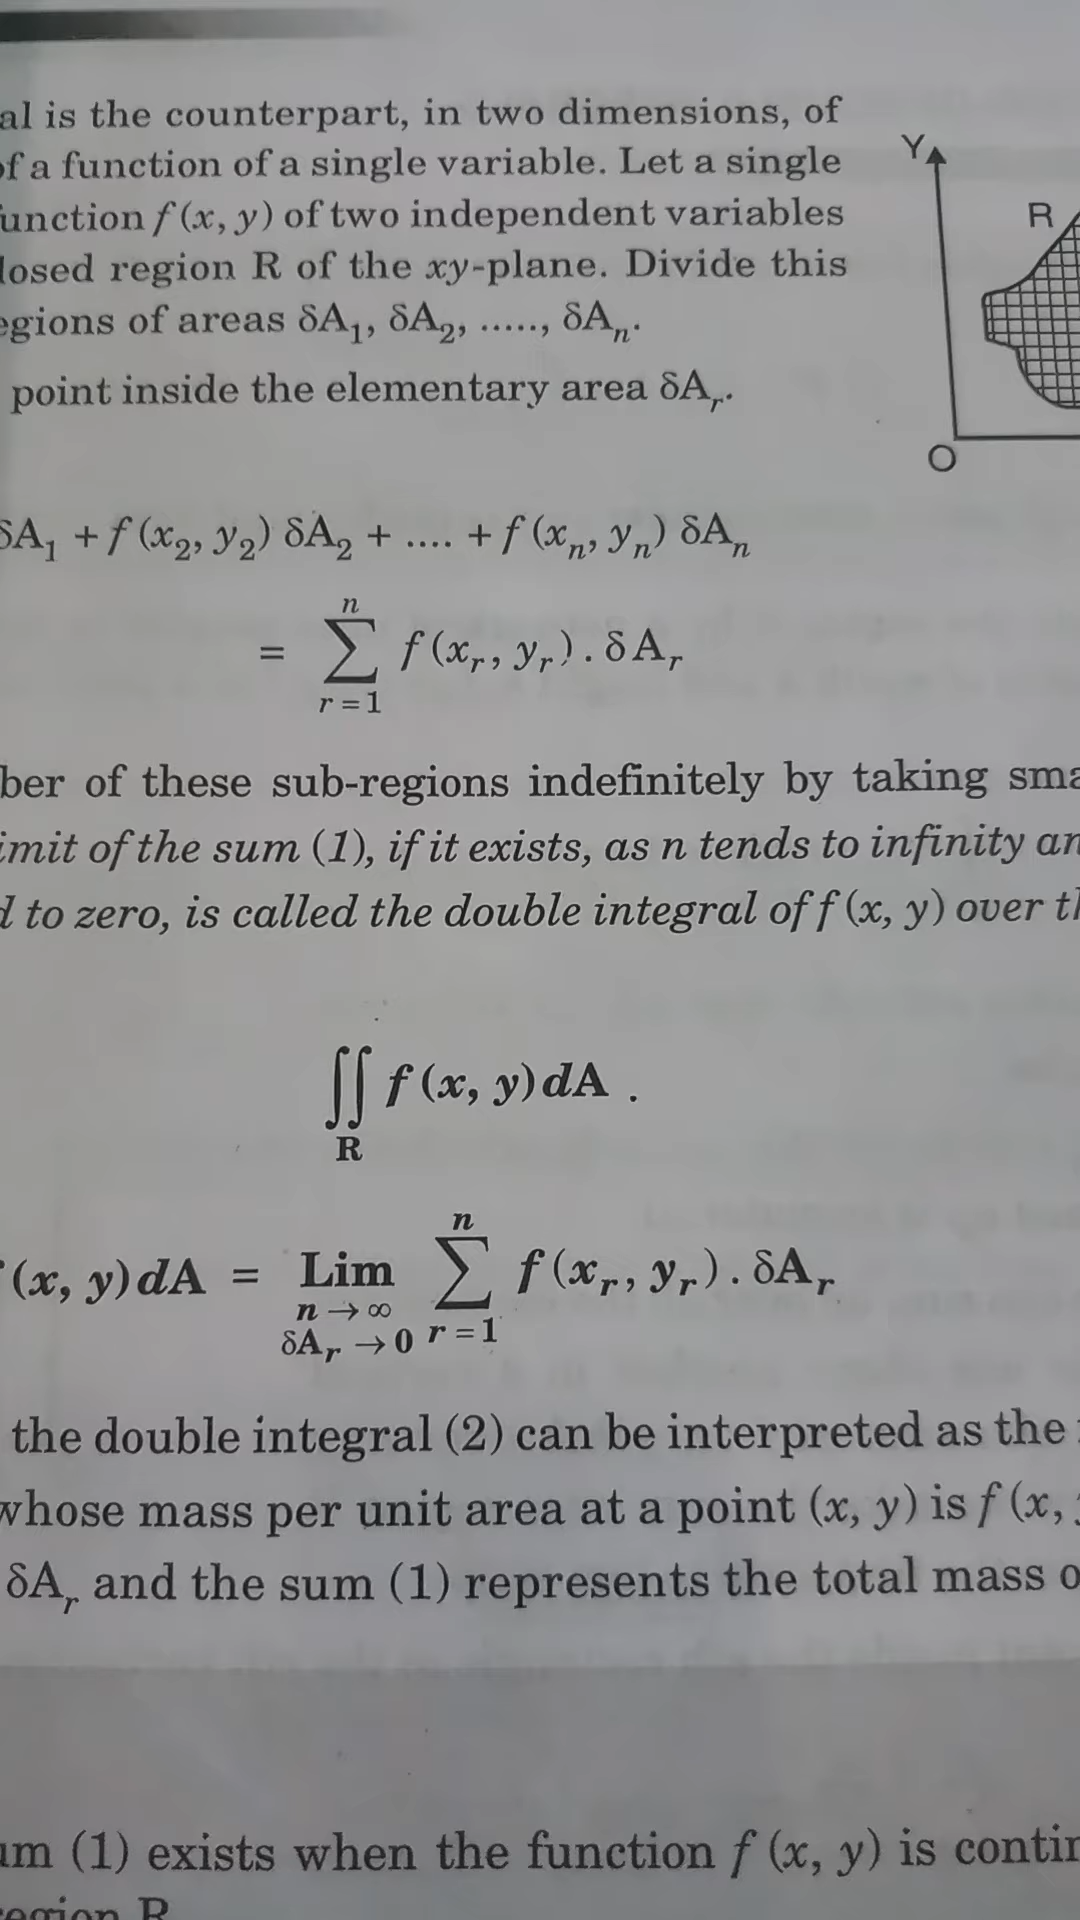 al is the counterpart, in two dimensions, of
of a function of a single variable. Let a single
function f (x, y) of two independent variables
losed region R of the xy-plane. Divide this
egions of areas δA₁, δA₂, ....., δAₙ.
point inside the elementary area δAᵣ.
Y
R
O
δA₁ + f (x₂, y₂) δA₂ + .... + f (xₙ, yₙ) δAₙ
n
= ∑ f (xᵣ, yᵣ) . δAᵣ
r = 1
ber of these sub-regions indefinitely by taking sma
imit of the sum (1), if it exists, as n tends to infinity an
d to zero, is called the double integral of f (x, y) over th
∬ f (x, y) dA .
R
n
(x, y) dA = Lim ∑ f (xᵣ, yᵣ) . δAᵣ
n → ∞
δAᵣ → 0 r = 1
the double integral (2) can be interpreted as the
whose mass per unit area at a point (x, y) is f (x,
δAᵣ and the sum (1) represents the total mass o
um (1) exists when the function f (x, y) is contin
region R